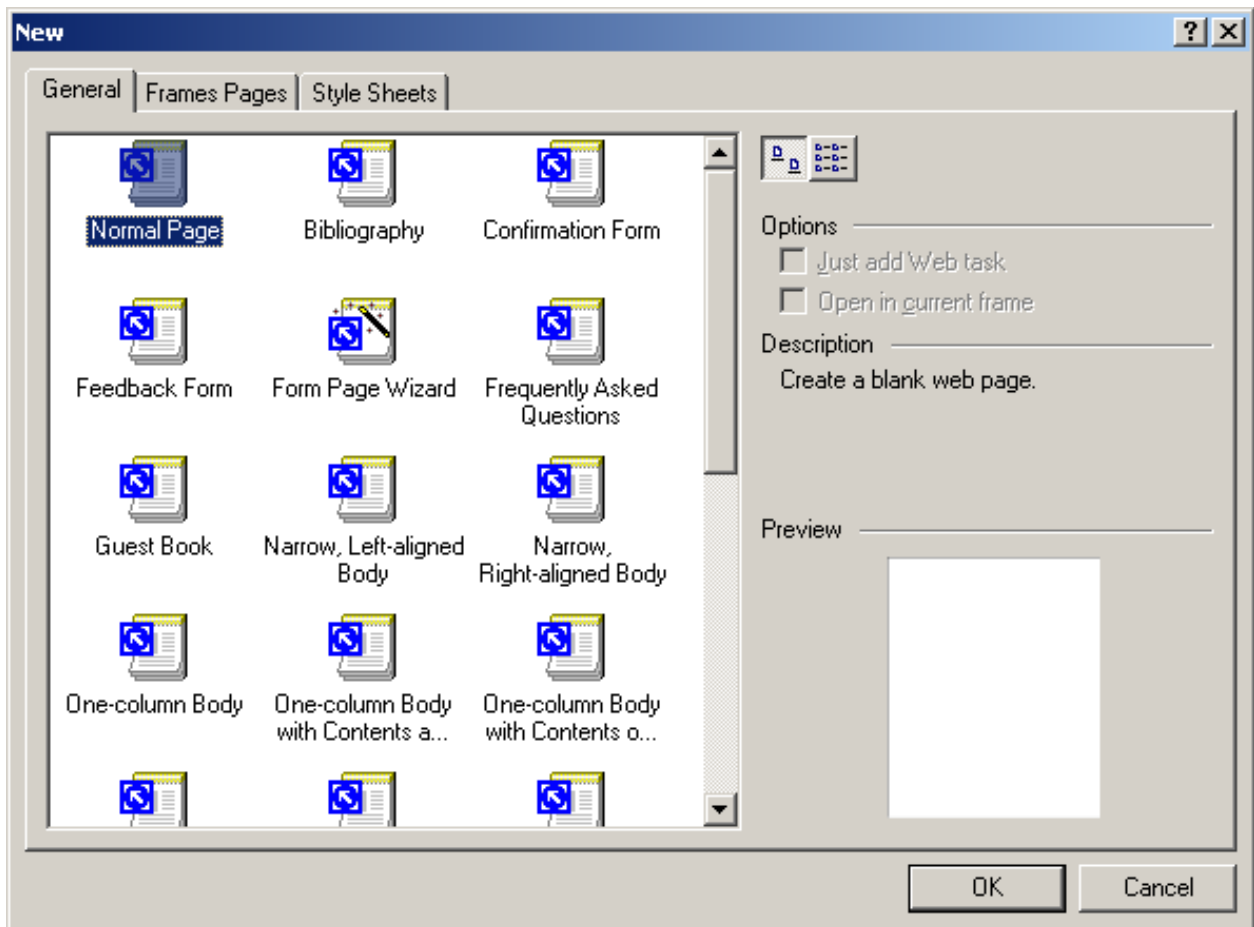 New
General
Frames Pages
Style Sheets
Normal Page
Bibliography
Confirmation Form
Feedback Form
Form Page Wizard
Frequently Asked
Questions
Guest Book
Narrow, Left-aligned
Body
Narrow,
Right-aligned Body
One-column Body
One-column Body
with Contents a...
One-column Body
with Contents o...
Options
Just add Web task
Open in current frame
Description
Create a blank web page.
Preview
OK
Cancel